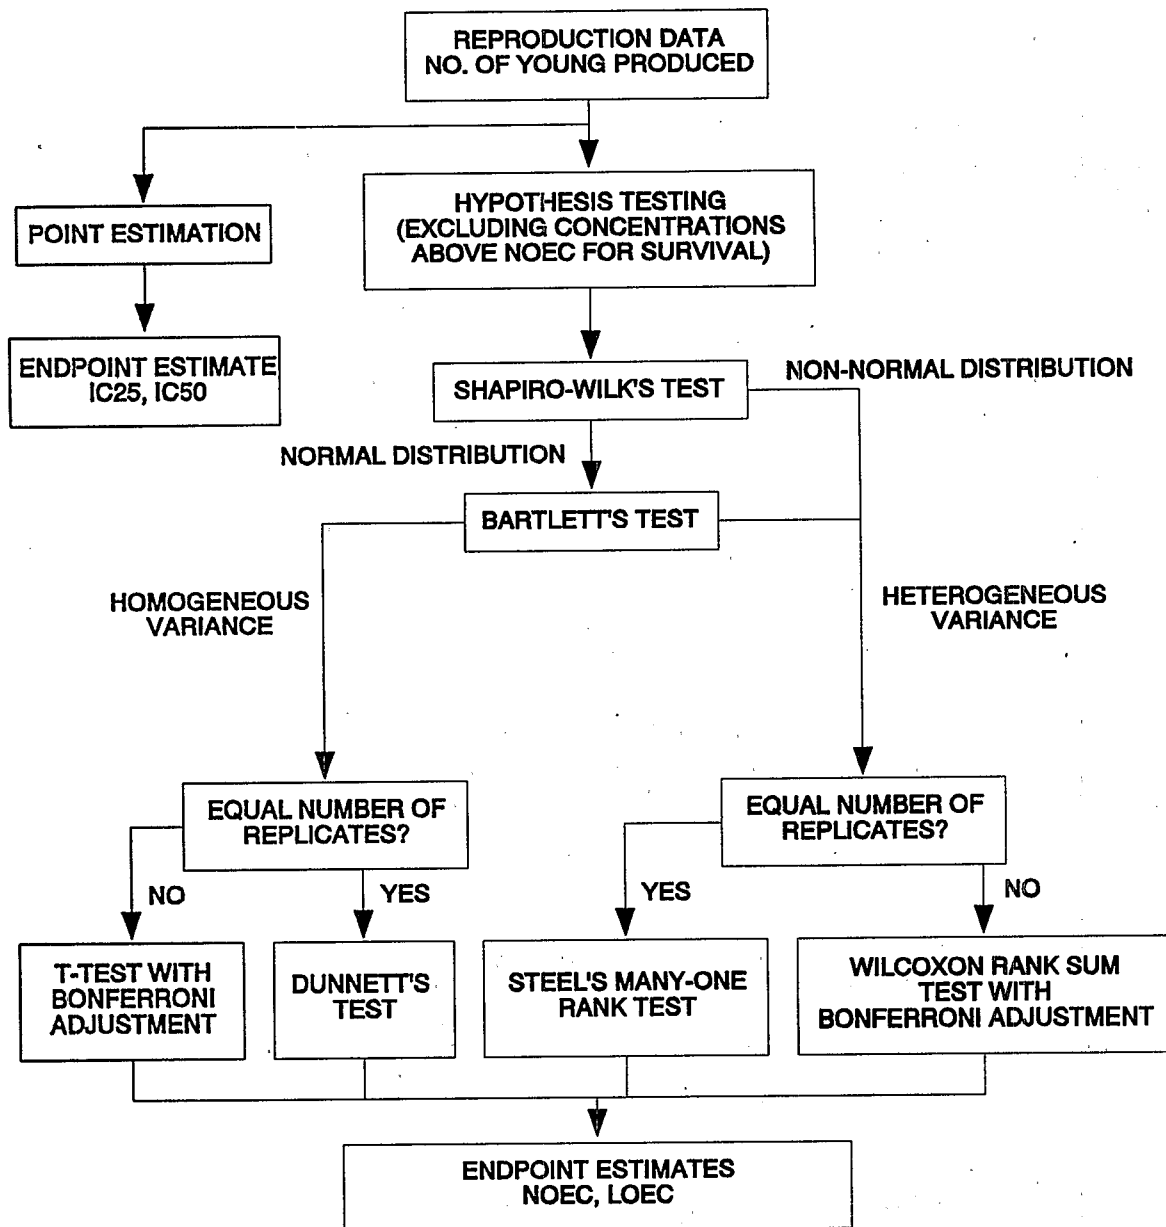 REPRODUCTION DATA
NO. OF YOUNG PRODUCED
POINT ESTIMATION
HYPOTHESIS TESTING
(EXCLUDING CONCENTRATIONS
ABOVE NOEC FOR SURVIVAL)
ENDPOINT ESTIMATE
IC25, IC50
SHAPIRO-WILK'S TEST
NON-NORMAL DISTRIBUTION
NORMAL DISTRIBUTION
BARTLETT'S TEST
HOMOGENEOUS
VARIANCE
HETEROGENEOUS
VARIANCE
EQUAL NUMBER OF
REPLICATES?
EQUAL NUMBER OF
REPLICATES?
NO
YES
YES
NO
T-TEST WITH
BONFERRONI
ADJUSTMENT
DUNNETT'S
TEST
STEEL'S MANY-ONE
RANK TEST
WILCOXON RANK SUM
TEST WITH
BONFERRONI ADJUSTMENT
ENDPOINT ESTIMATES
NOEC, LOEC